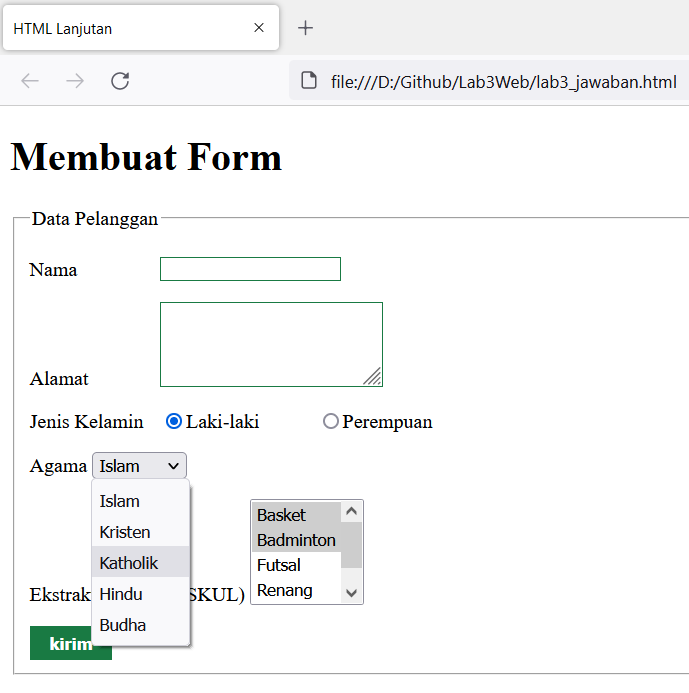 HTML Lanjutan
file:///D:/Github/Lab3Web/lab3_jawaban.html
Membuat Form
Data Pelanggan
Nama
Alamat
Jenis Kelamin Laki-laki Perempuan
Agama Islam
Islam
Kristen
Katholik
Hindu
Budha
Basket
Badminton
Futsal
Renang
Ekstrak SKUL)
kirim